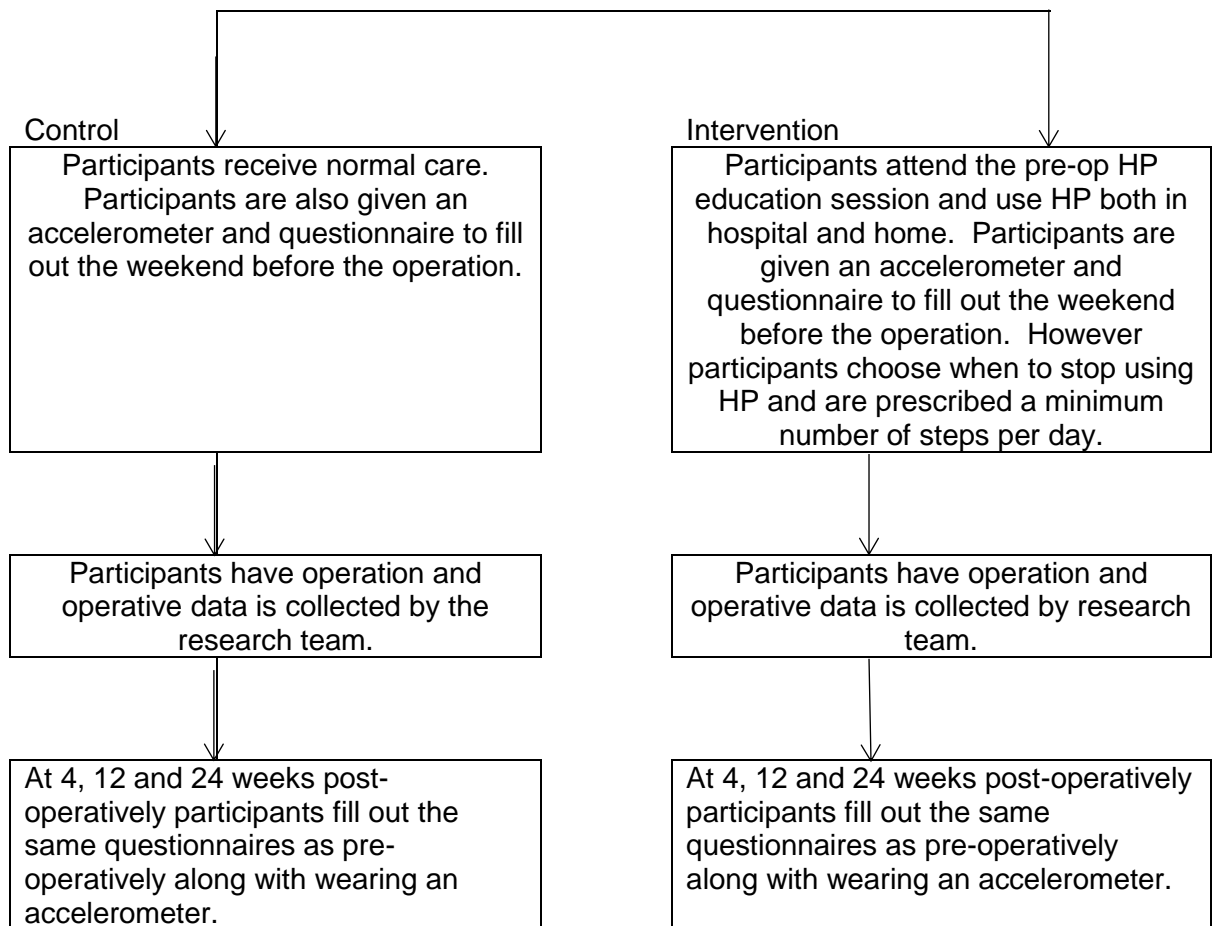 Control
Participants receive normal care.
Participants are also given an
accelerometer and questionnaire to fill
out the weekend before the operation.
Intervention
Participants attend the pre-op HP
education session and use HP both in
hospital and home.  Participants are
given an accelerometer and
questionnaire to fill out the weekend
before the operation.  However
participants choose when to stop using
HP and are prescribed a minimum
number of steps per day.
Participants have operation and
operative data is collected by the
research team.
Participants have operation and
operative data is collected by research
team.
At 4, 12 and 24 weeks post-
operatively participants fill out the
same questionnaires as pre-
operatively along with wearing an
accelerometer.
At 4, 12 and 24 weeks post-operatively
participants fill out the same
questionnaires as pre-operatively
along with wearing an accelerometer.